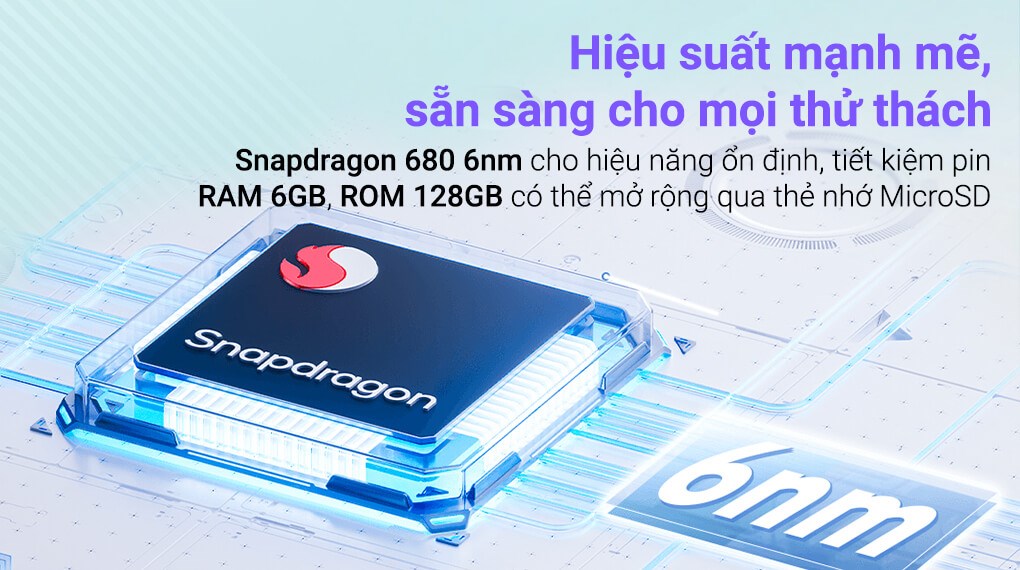 Hiệu suất mạnh mẽ,
sẵn sàng cho mọi thử thách
Snapdragon 680 6nm cho hiệu năng ổn định, tiết kiệm pin
RAM 6GB, ROM 128GB có thể mở rộng qua thẻ nhớ MicroSD
Snapdragon
6nm